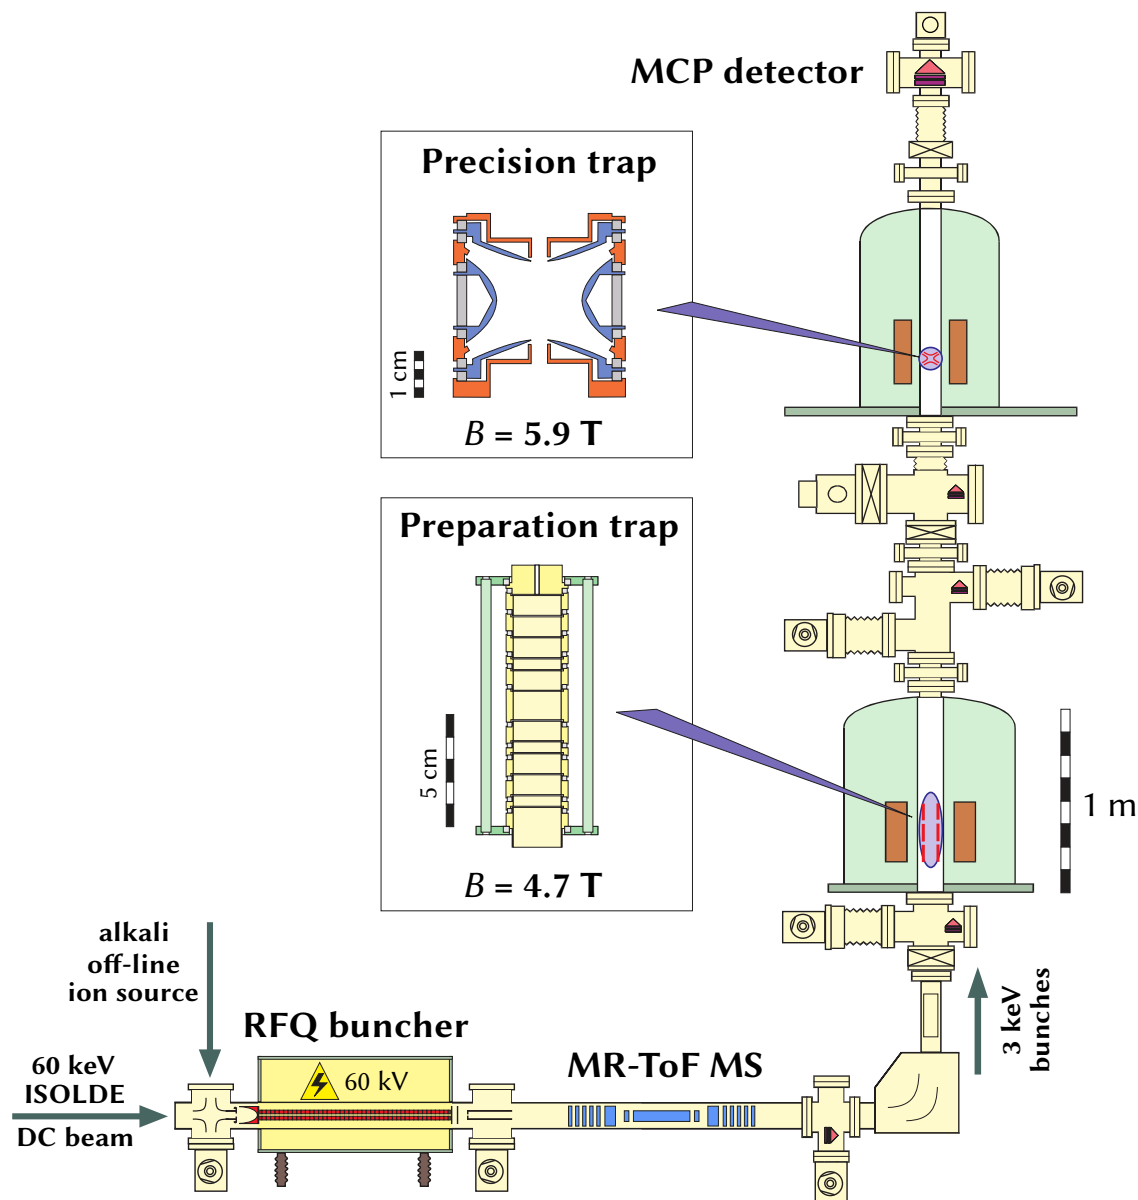 MCP detector
Precision trap
1 cm
B = 5.9 T
Preparation trap
5 cm
B = 4.7 T
1 m
alkali
off-line
ion source
3 keV
bunches
RFQ buncher
60 keV
ISOLDE
DC beam
60 kV
MR-ToF MS